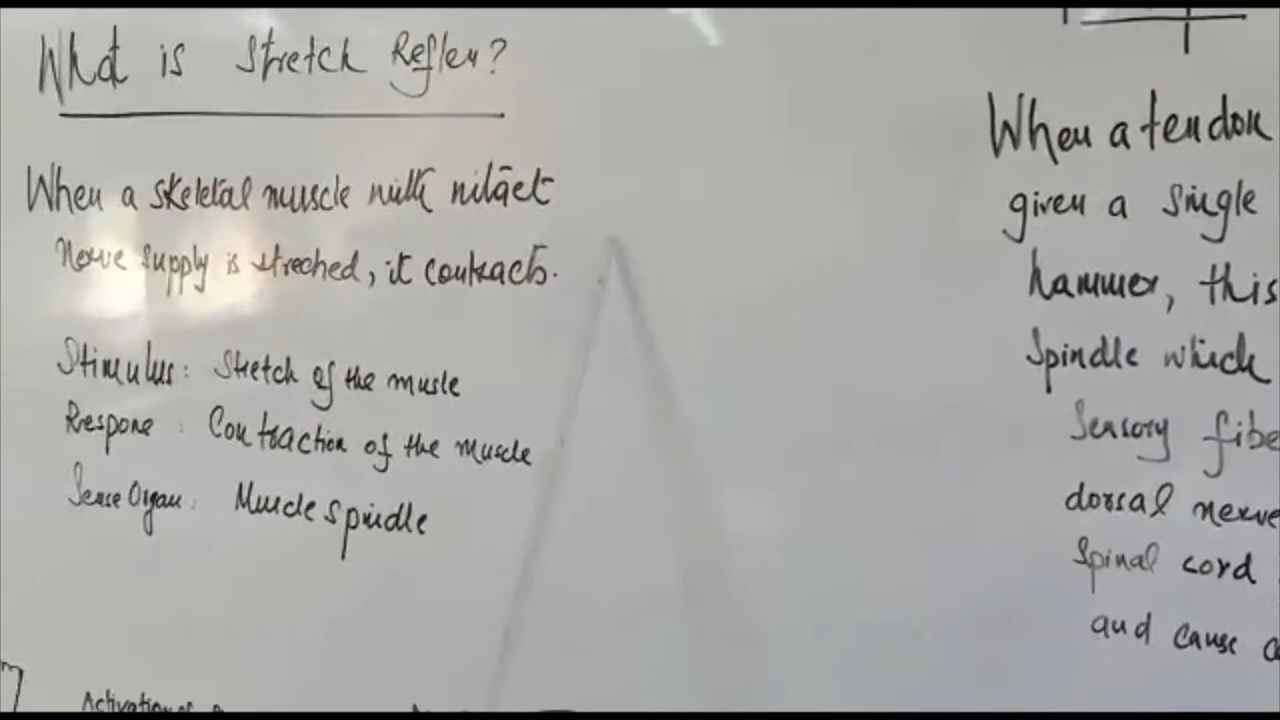 What is Stretch Reflex?
When a skeletal muscle with intact
Nerve supply is streched, it contracts.
Stimulus: Stretch of the muscle
Respone : Contraction of the muscle
Sense Organ: Muscle spindle
Activation of
When a tendon
given a single
hammer, this
Spindle which
Sensory fibe
dorsal nerve
Spinal cord
and cause